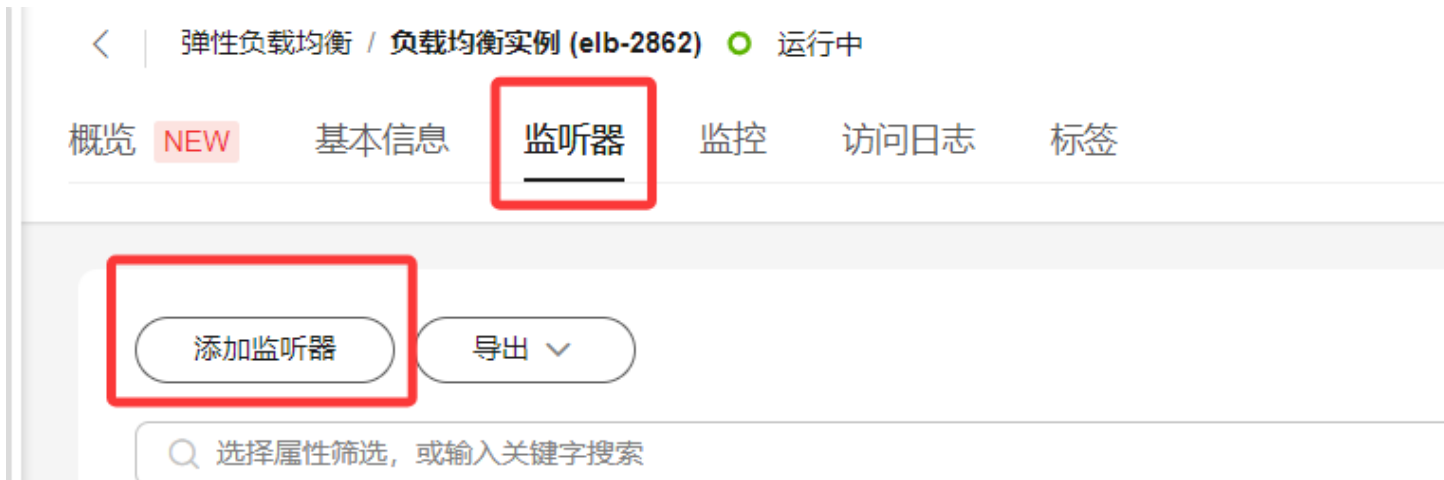 弹性负载均衡 / 负载均衡实例 (elb-2862) 运行中
概览 NEW 基本信息 监听器 监控 访问日志 标签
添加监听器 导出
选择属性筛选，或输入关键字搜索